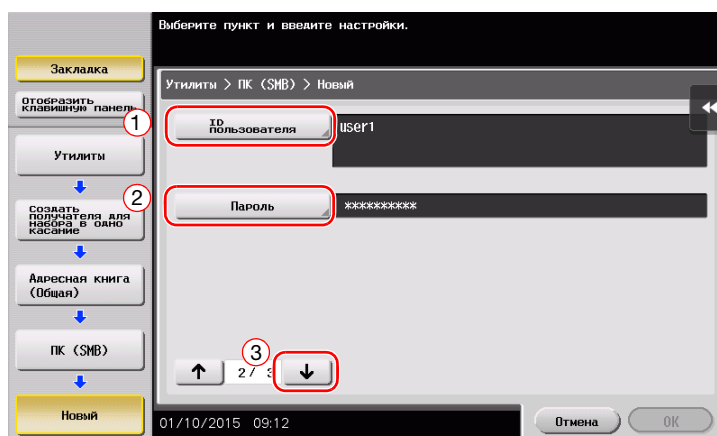 Выберите пункт и введите настройки.
Закладка
Отобразить
клавишную панель
1
Утилиты
2
Создать
получателя для
набора в одно
касание
Адресная книга
(Общая)
ПК (SMB)
Новый
Утилиты > ПК (SMB) > Новый
ID
пользователя
user1
Пароль
**********
3
2/ 3
01/10/2015 09:12
Отмена
OK